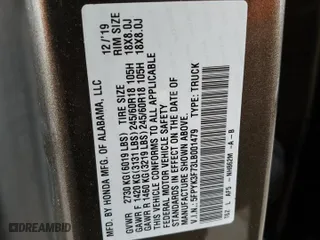 MFG. BY HONDA MFG. OF ALABAMA, LLC 12/'19
GVWR 2730 KG(6019 LBS) TIRE SIZE RIM SIZE
GAWR F 1420 KG(3131 LBS) 245/60R18 105H 18X8.0J
GAWR R 1460 KG(3219 LBS) 245/60R18 105H 18X8.0J
THIS VEHICLE CONFORMS TO ALL APPLICABLE
FEDERAL MOTOR VEHICLE SAFETY
STANDARDS IN EFFECT ON THE DATE OF
MANUFACTURE SHOWN ABOVE.
V.I.N.: 5FPYK3F73LB001479 TYPE: TRUCK
NH882M -A -B